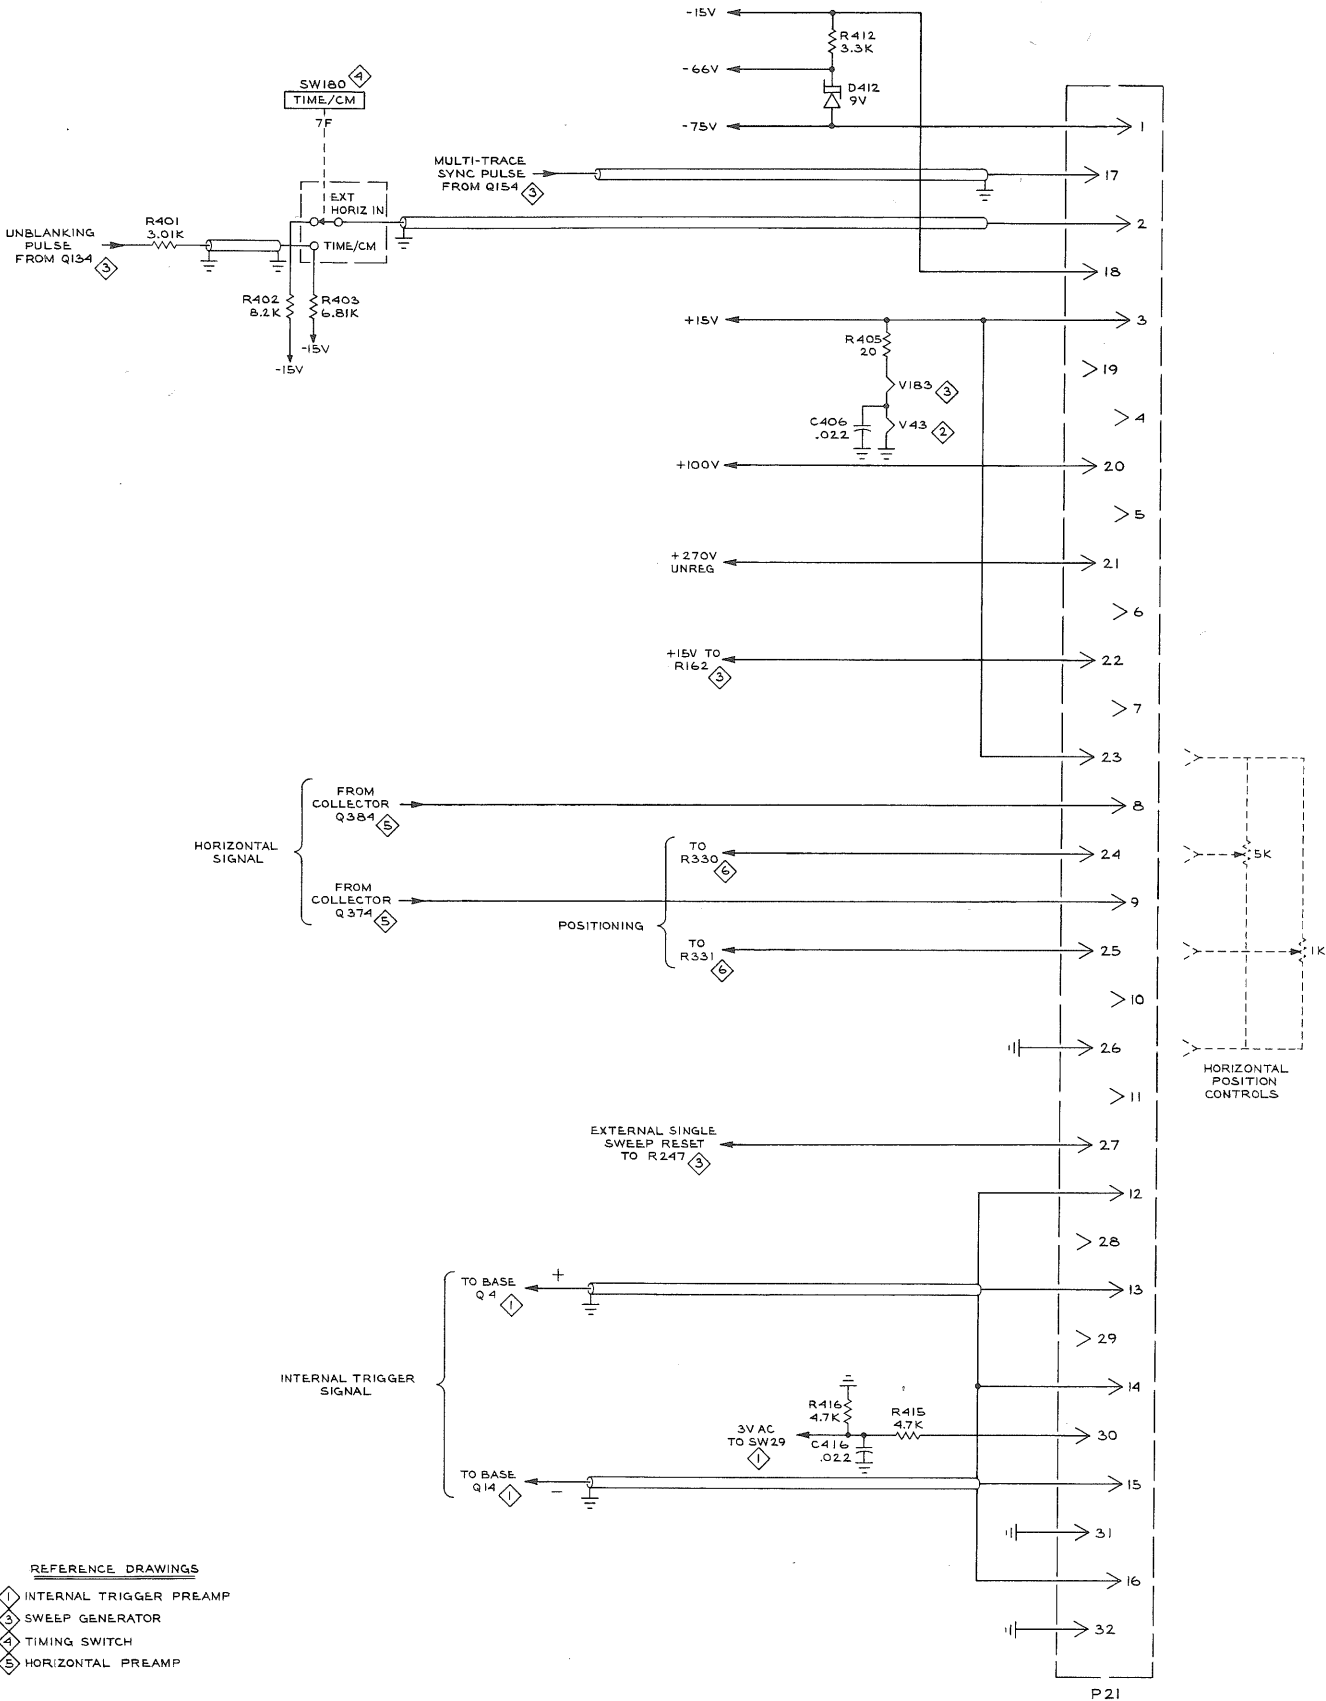 -15V
R412
3.3K
-66V
D412
9V
-75V
1
SW180
4
TIME/CM
7F
MULTI-TRACE
SYNC PULSE
FROM Q154
3
17
EXT
HORIZ IN
TIME/CM
2
R401
3.01K
UNBLANKING
PULSE
FROM Q134
3
18
R402
8.2K
R403
6.81K
-15V
-15V
+15V
3
R405
20
19
V183
3
C406
.022
V43
2
4
+100V
20
5
+270V
UNREG
21
6
+15V TO
R162
3
22
7
23
HORIZONTAL
SIGNAL
FROM
COLLECTOR
Q384
5
8
TO
R330
6
24
5K
FROM
COLLECTOR
Q374
5
9
POSITIONING
TO
R331
6
25
1K
10
26
HORIZONTAL
POSITION
CONTROLS
11
EXTERNAL SINGLE
SWEEP RESET
TO R247
3
27
12
28
TO BASE
Q4
1
+
13
29
INTERNAL TRIGGER
SIGNAL
14
R416
4.7K
R415
4.7K
3V AC
TO SW29
1
C416
.022
30
TO BASE
Q14
1
–
15
31
16
32
P21
REFERENCE DRAWINGS
1 INTERNAL TRIGGER PREAMP
3 SWEEP GENERATOR
4 TIMING SWITCH
5 HORIZONTAL PREAMP